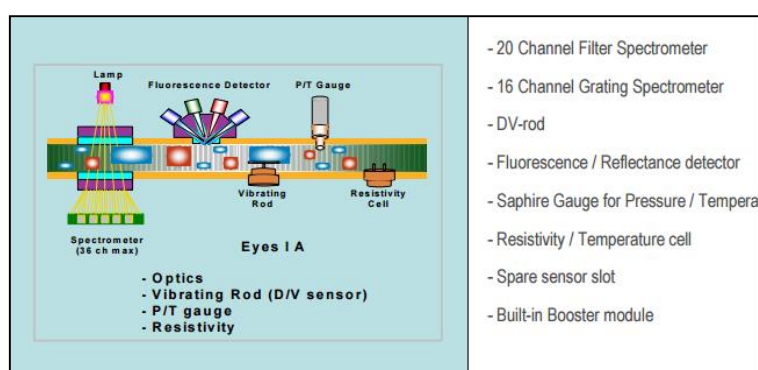 Lamp
Fluorescence Detector
P/T Gauge
Vibrating
Rod
Resistivity
Cell
Spectrometer
(36 ch max)
Eyes I A
- Optics
- Vibrating Rod (D/V sensor)
- P/T gauge
- Resistivity
- 20 Channel Filter Spectrometer
- 16 Channel Grating Spectrometer
- DV-rod
- Fluorescence / Reflectance detector
- Saphire Gauge for Pressure / Tempera
- Resistivity / Temperature cell
- Spare sensor slot
- Built-in Booster module